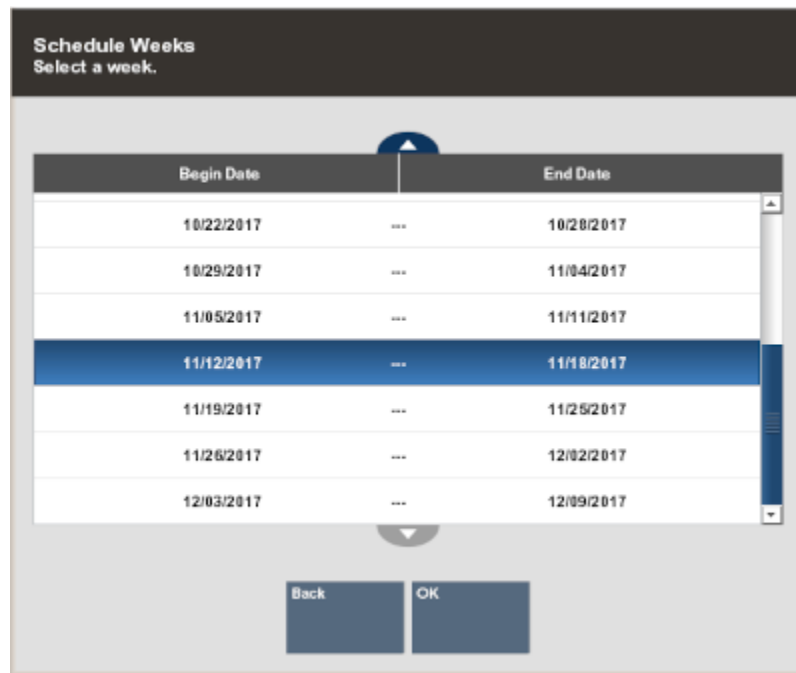 Schedule Weeks
Select a week.
Begin Date End Date
10/22/2017 --- 10/28/2017
10/29/2017 --- 11/04/2017
11/05/2017 --- 11/11/2017
11/12/2017 --- 11/18/2017
11/19/2017 --- 11/25/2017
11/26/2017 --- 12/02/2017
12/03/2017 --- 12/09/2017
Back OK